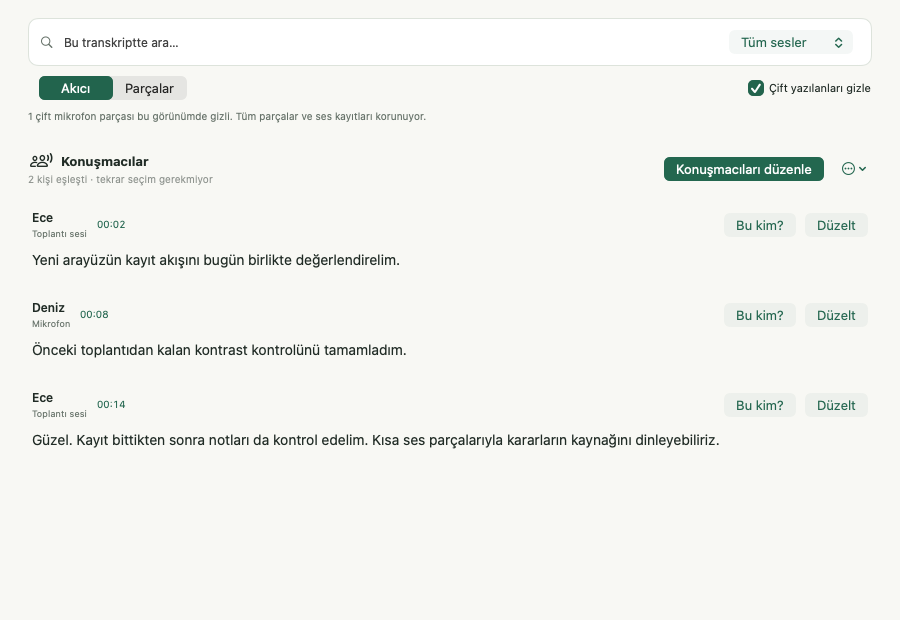 Bu transkriptte ara...
Tüm sesler
Akıcı
Parçalar
Çift yazılanları gizle
1 çift mikrofon parçası bu görünümde gizli. Tüm parçalar ve ses kayıtları korunuyor.
Konuşmacılar
2 kişi eşleşti · tekrar seçim gerekmiyor
Konuşmacıları düzenle
Ece
Toplantı sesi
00:02
Bu kim?
Düzelt
Yeni arayüzün kayıt akışını bugün birlikte değerlendirelim.
Deniz
Mikrofon
00:08
Bu kim?
Düzelt
Önceki toplantıdan kalan kontrast kontrolünü tamamladım.
Ece
Toplantı sesi
00:14
Bu kim?
Düzelt
Güzel. Kayıt bittikten sonra notları da kontrol edelim. Kısa ses parçalarıyla kararların kaynağını dinleyebiliriz.